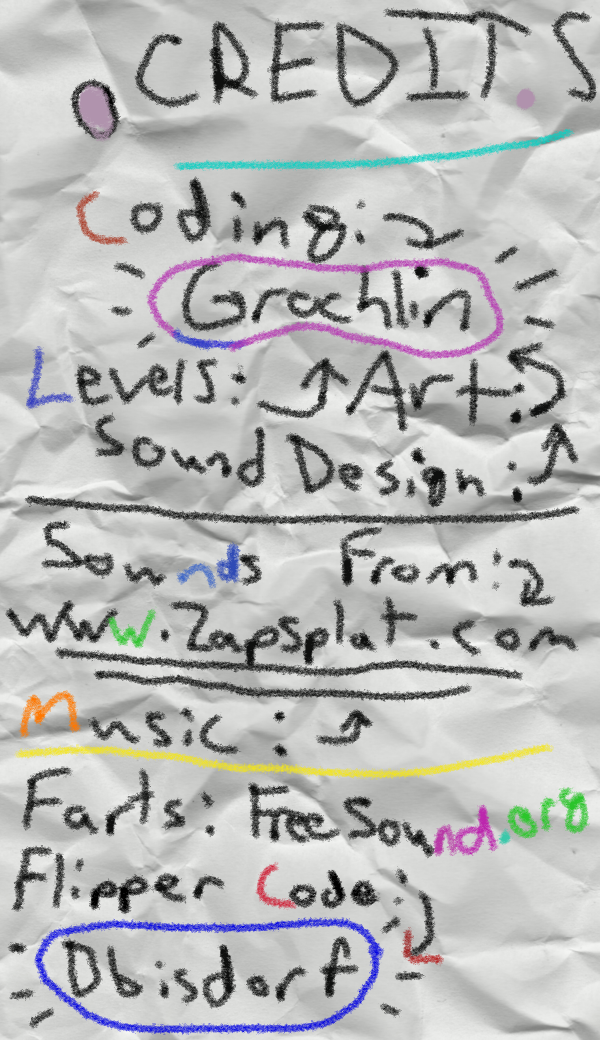 CREDITS
Coding:
Grochlin
Levels: Art:
Sound Design:
Sounds From:
www.Zapsplat.com
Music:
Farts: FreeSound.org
Flipper Code:
Dbisdorf